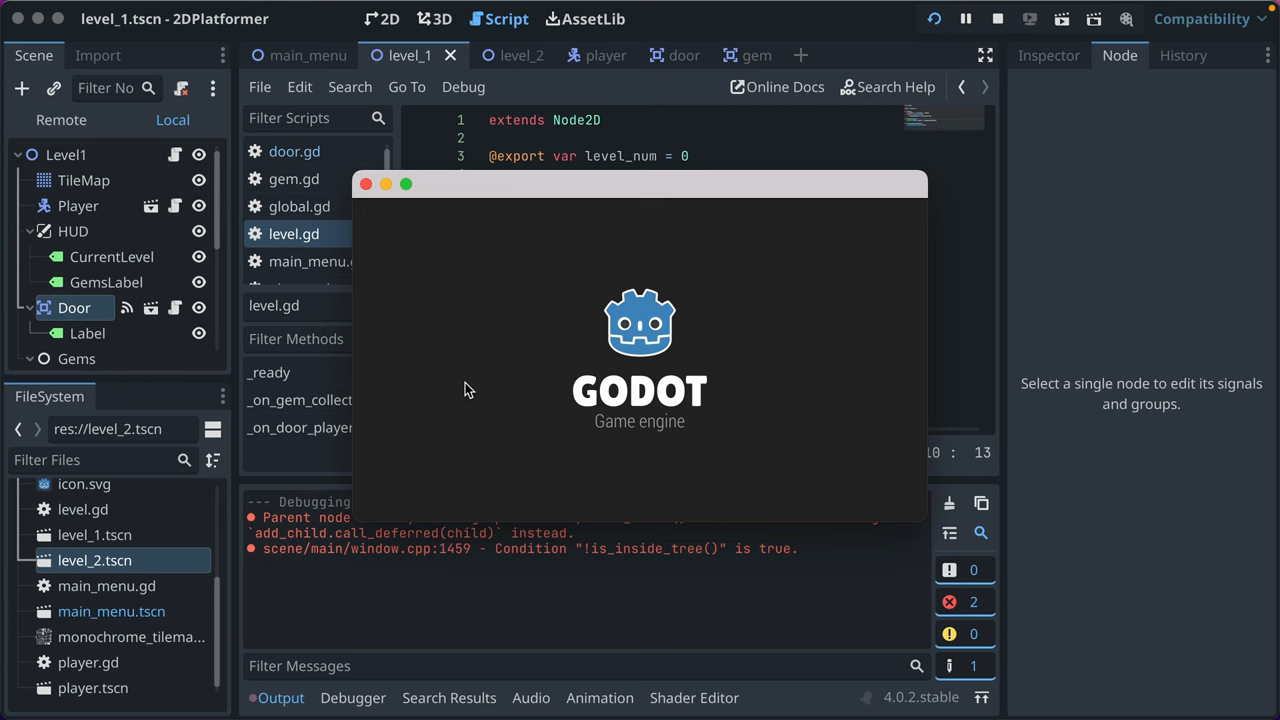 level_1.tscn - 2DPlatformer
2D
3D
Script
AssetLib
Compatibility
Scene
Import
main_menu
level_1
level_2
player
door
gem
Inspector
Node
History
Filter No
File
Edit
Search
Go To
Debug
Online Docs
Search Help
Remote
Local
Filter Scripts
1 extends Node2D
2
3 @export var level_num = 0
Level1
TileMap
Player
HUD
CurrentLevel
GemsLabel
Door
Label
Gems
door.gd
gem.gd
global.gd
level.gd
main_menu.
level.gd
Filter Methods
_ready
_on_gem_collect
_on_door_player
GODOT
Game engine
Select a single node to edit its signals
and groups.
10 : 13
FileSystem
res://level_2.tscn
Filter Files
icon.svg
level.gd
level_1.tscn
level_2.tscn
main_menu.gd
main_menu.tscn
monochrome_tilema...
player.gd
player.tscn
--- Debugging
Parent node
`add_child.call_deferred(child)` instead.
scene/main/window.cpp:1459 - Condition "!is_inside_tree()" is true.
0
2
0
1
Filter Messages
Output
Debugger
Search Results
Audio
Animation
Shader Editor
4.0.2.stable